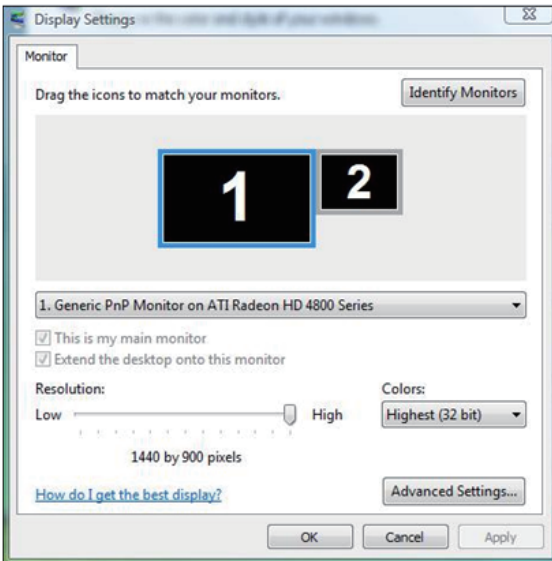 Display Settings
Monitor
Drag the icons to match your monitors.
Identify Monitors
1
2
1. Generic PnP Monitor on ATI Radeon HD 4800 Series
This is my main monitor
Extend the desktop onto this monitor
Resolution:
Colors:
Low High
Highest (32 bit)
1440 by 900 pixels
How do I get the best display?
Advanced Settings...
OK Cancel Apply